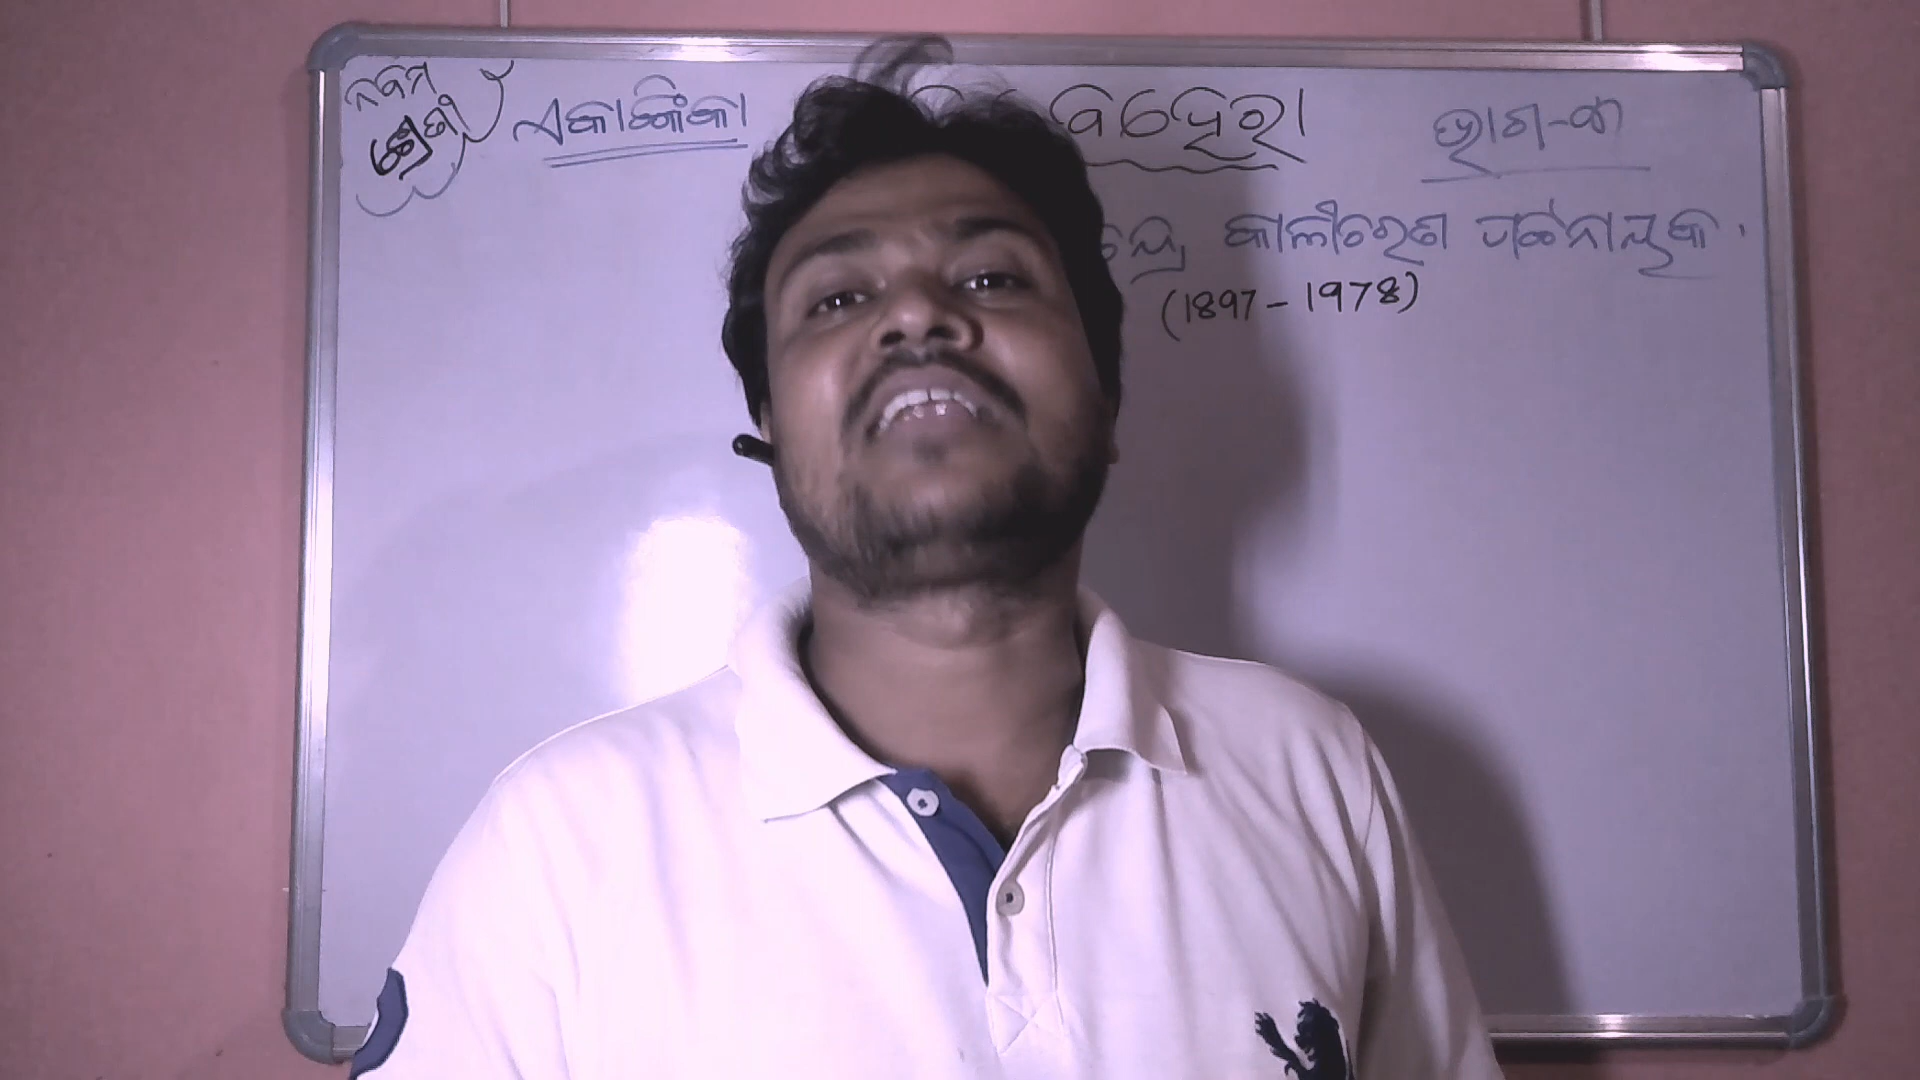 ନବମ
ଶ୍ରେଣୀ
ଏକାଙ୍କିକା
ବିହେରା
ଭାଗ-୩
କାଳୀଚରଣ ପଟ୍ଟନାୟକ.
(1897-1978)